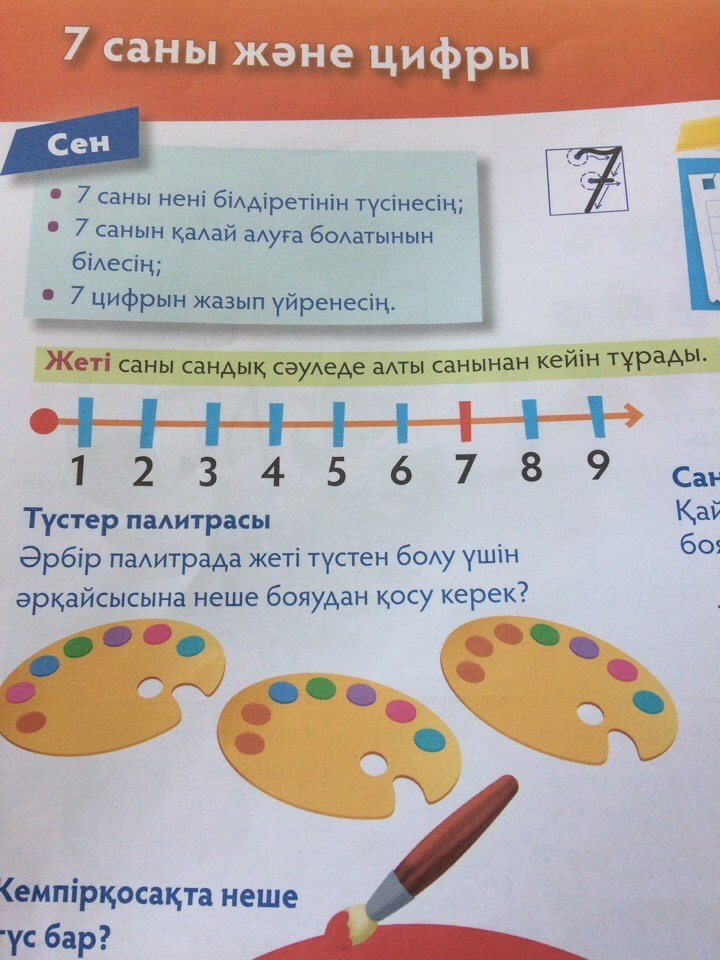 7 саны және цифры
Сен
• 7 саны нені білдіретінін түсінесің;
• 7 санын қалай алуға болатынын
білесің;
• 7 цифрын жазып үйренесің.
7
Жеті саны сандық сәуледе алты санынан кейін тұрады.
1 2 3 4 5 6 7 8 9
Түстер палитрасы
Әрбір палитрада жеті түстен болу үшін
әрқайсысына неше бояудан қосу керек?
Кемпірқосақта неше
түс бар?